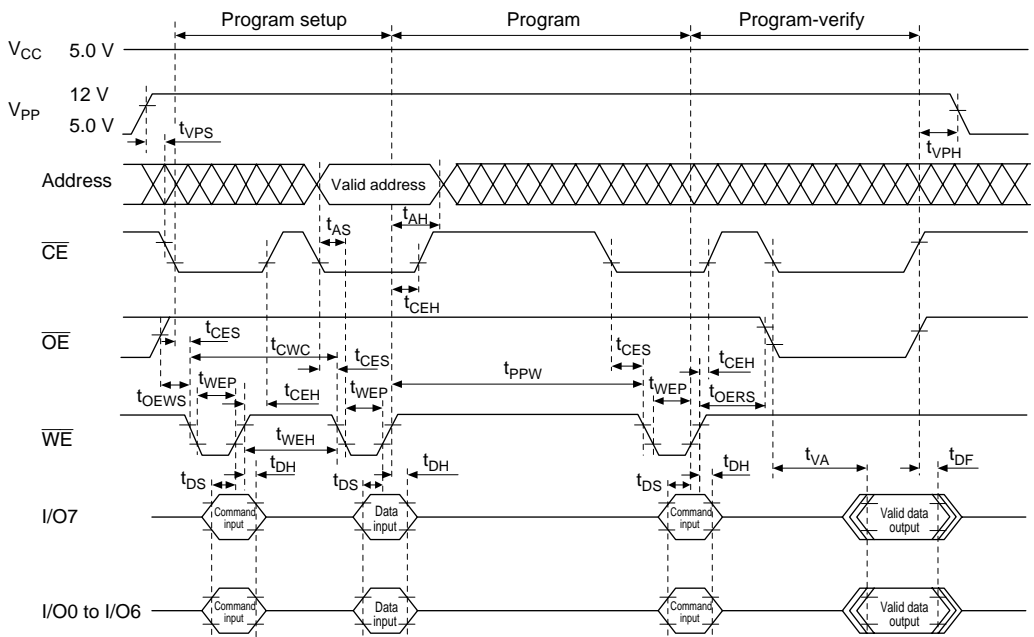 Program setup Program Program-verify
VCC 5.0 V
VPP 12 V
5.0 V
tVPS
tVPH
Address Valid address
tAS tAH
CE
tCEH
OE
tCES tCWC tCES tCES tCEH
tOEWS tWEP tCEH tWEP tPPW tWEP tOERS
WE
tWEH
tDS tDH tDS tDH tDS tDH tVA tDF
I/O7 Command input Data input Command input Valid data output
I/O0 to I/O6 Command input Data input Command input Valid data output